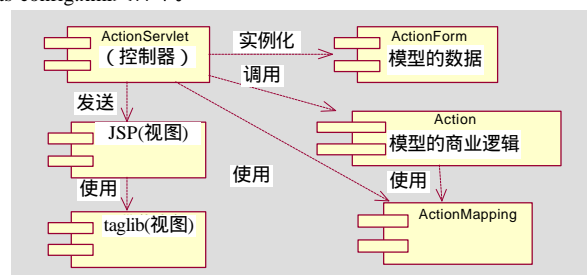 ActionServlet
（控制器）
实例化
ActionForm
模型的数据
调用
发送
Action
模型的商业逻辑
JSP(视图)
使用
使用
使用
taglib(视图)
ActionMapping